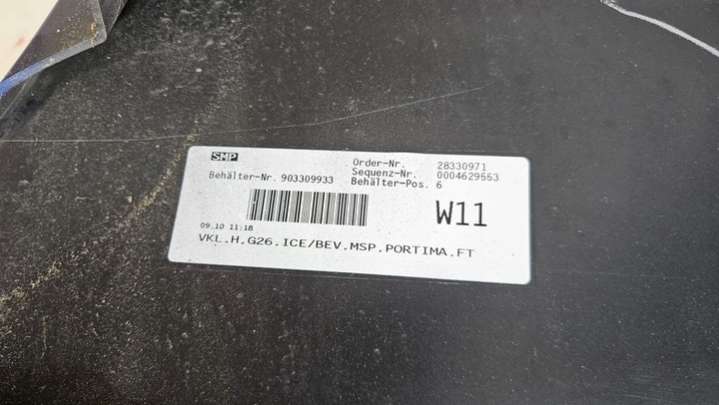 SMP
Order-Nr. 28330971
Sequenz-Nr. 0004629553
Behälter-Nr. 903309933 Behälter-Pos. 6
W11
09.10 11:18
VKL.H.G26.ICE/BEV.MSP.PORTIMA.FT